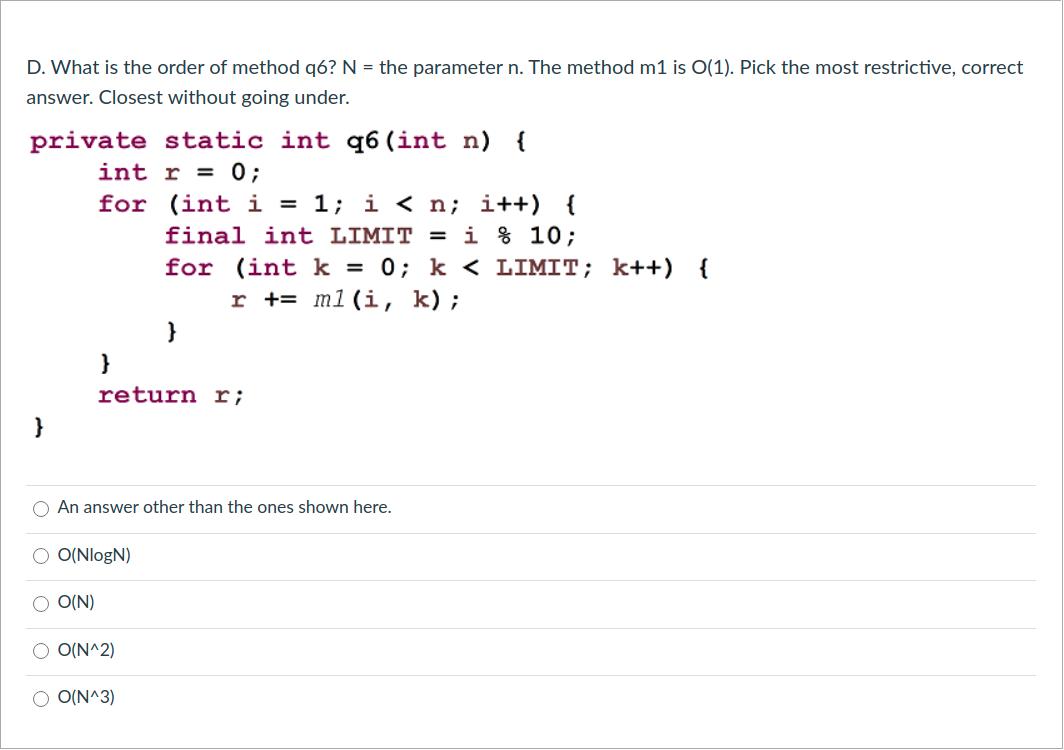 D. What is the order of method q6? N = the parameter n. The method m1 is O(1). Pick the most restrictive, correct
answer. Closest without going under.
private static int q6(int n) {
    int r = 0;
    for (int i = 1; i < n; i++) {
        final int LIMIT = i % 10;
        for (int k = 0; k < LIMIT; k++) {
            r += m1(i, k);
        }
    }
    return r;
}
An answer other than the ones shown here.
O(NlogN)
O(N)
O(N^2)
O(N^3)